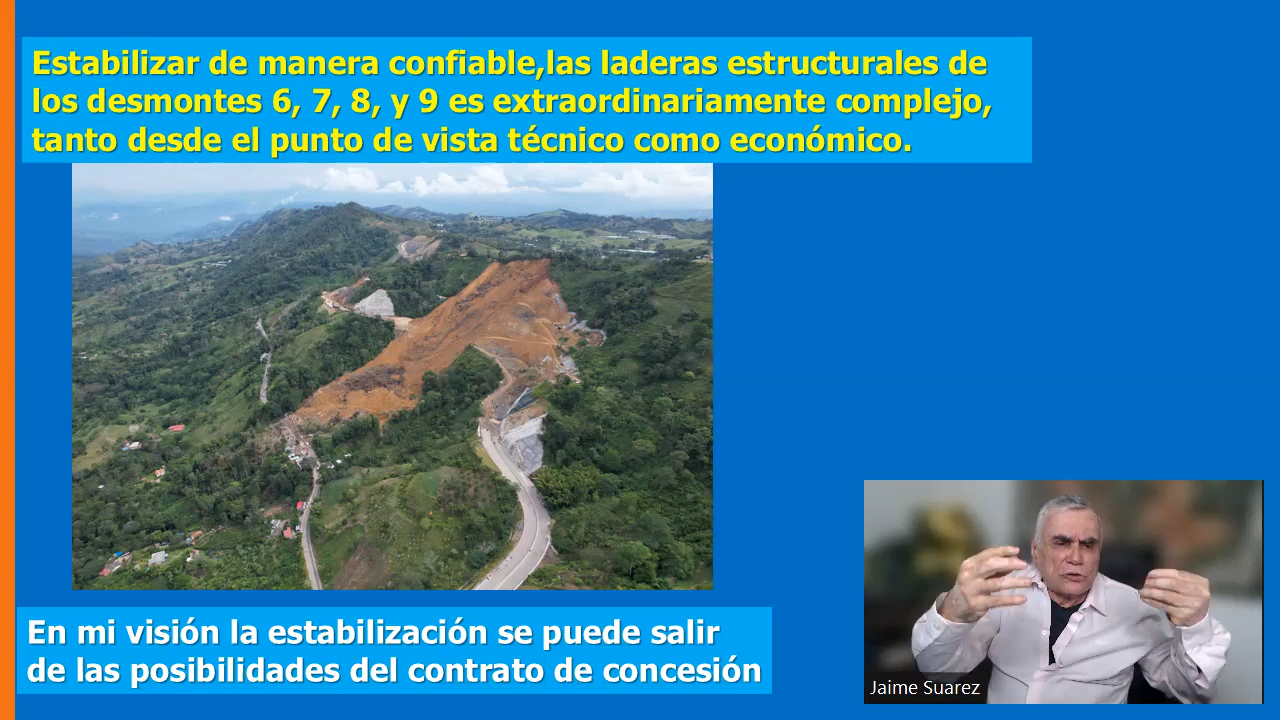 Estabilizar de manera confiable,las laderas estructurales de
los desmontes 6, 7, 8, y 9 es extraordinariamente complejo,
tanto desde el punto de vista técnico como económico.
En mi visión la estabilización se puede salir
de las posibilidades del contrato de concesión
Jaime Suarez